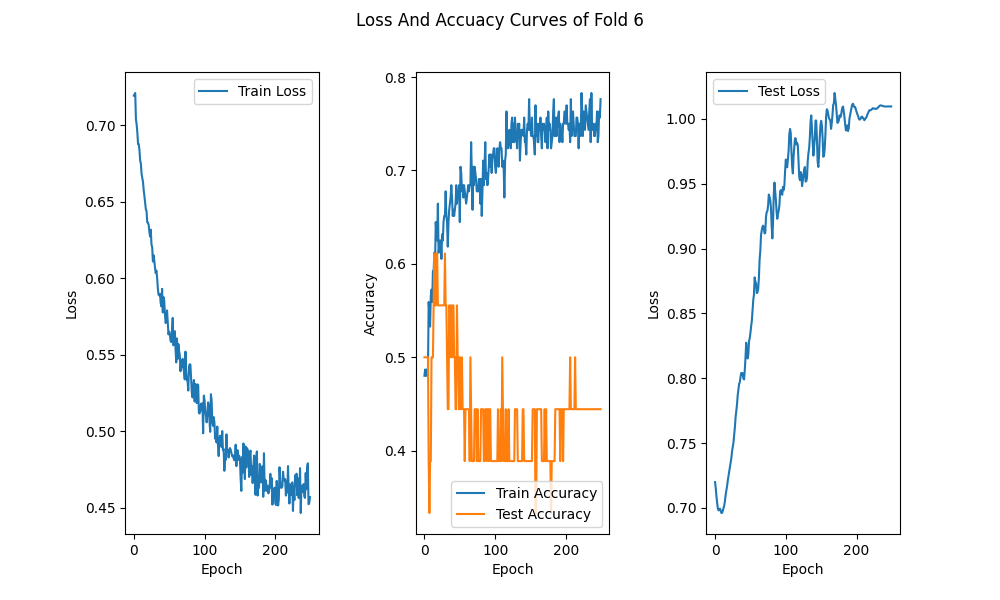 Loss And Accuacy Curves of Fold 6
Train Loss
0.70
0.65
0.60
0.55
0.50
0.45
Loss
0
100
200
Epoch
0.8
0.7
0.6
0.5
0.4
Accuracy
Train Accuracy
Test Accuracy
0
100
200
Epoch
Test Loss
1.00
0.95
0.90
0.85
0.80
0.75
0.70
Loss
0
100
200
Epoch